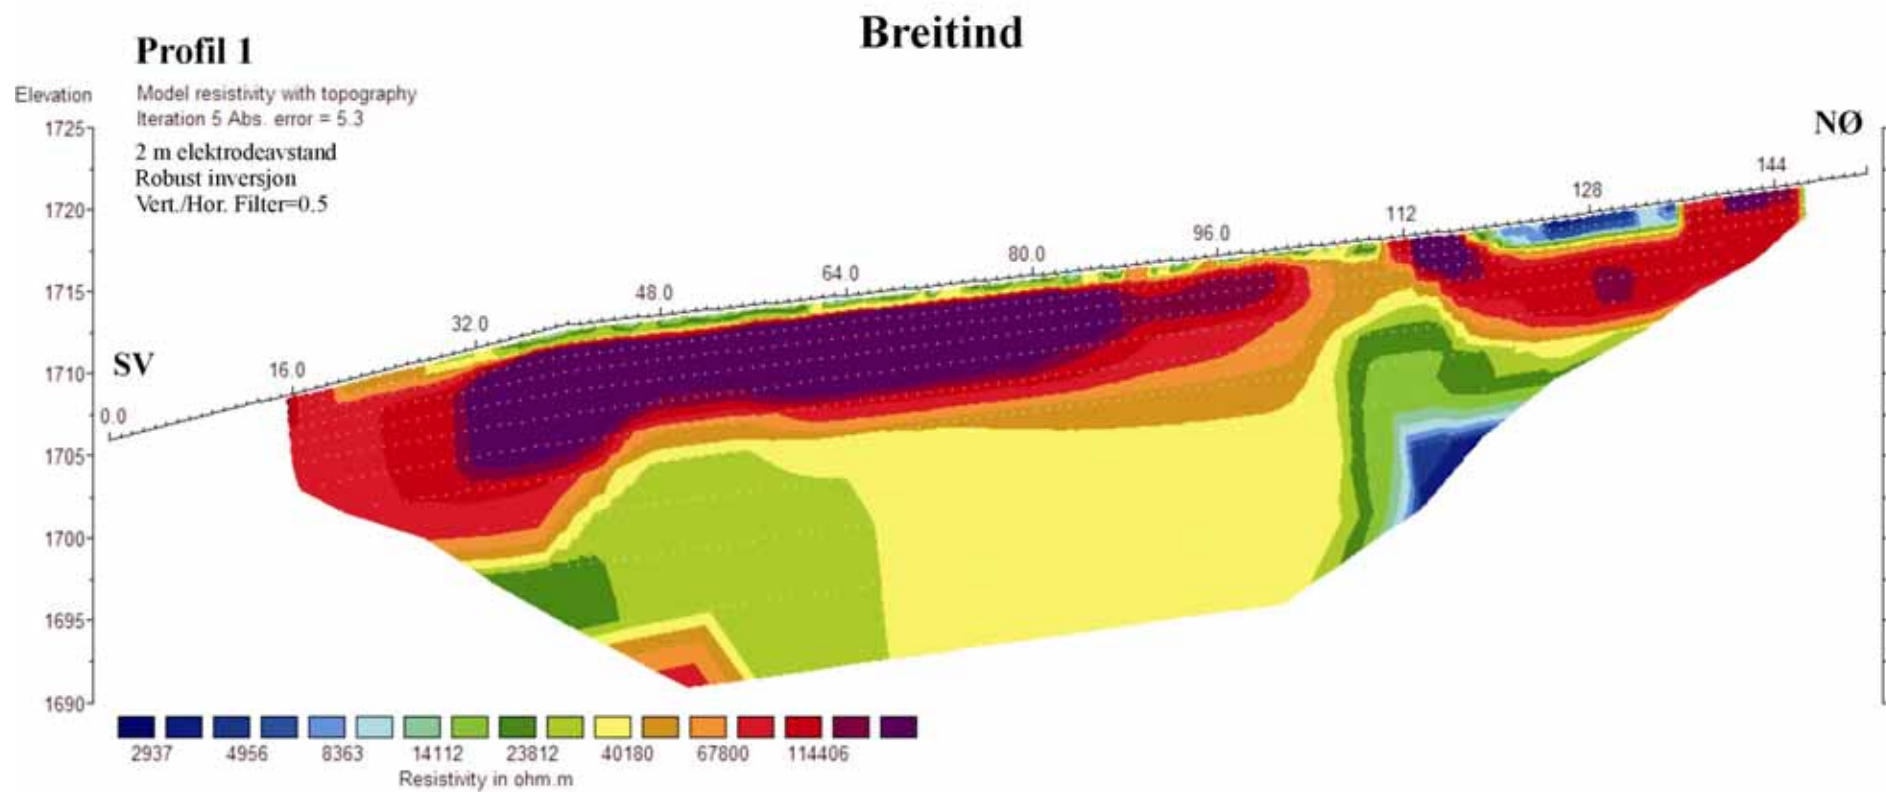 Breitind
Profil 1
Elevation
Model resistivity with topography
Iteration 5 Abs. error = 5.3
2 m elektrodeavstand
Robust inversjon
Vert./Hor. Filter=0.5
1725
1720
1715
1710
1705
1700
1695
1690
SV
NØ
0.0
16.0
32.0
48.0
64.0
80.0
96.0
112
128
144
2937 4956 8363 14112 23812 40180 67800 114406
Resistivity in ohm.m